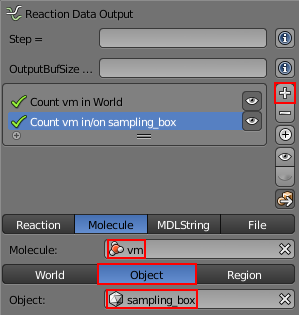 Reaction Data Output
Step =
OutputBufSize ...
Count vm in World
Count vm in/on sampling_box
Reaction Molecule MDLString File
Molecule: vm
World Object Region
Object: sampling_box